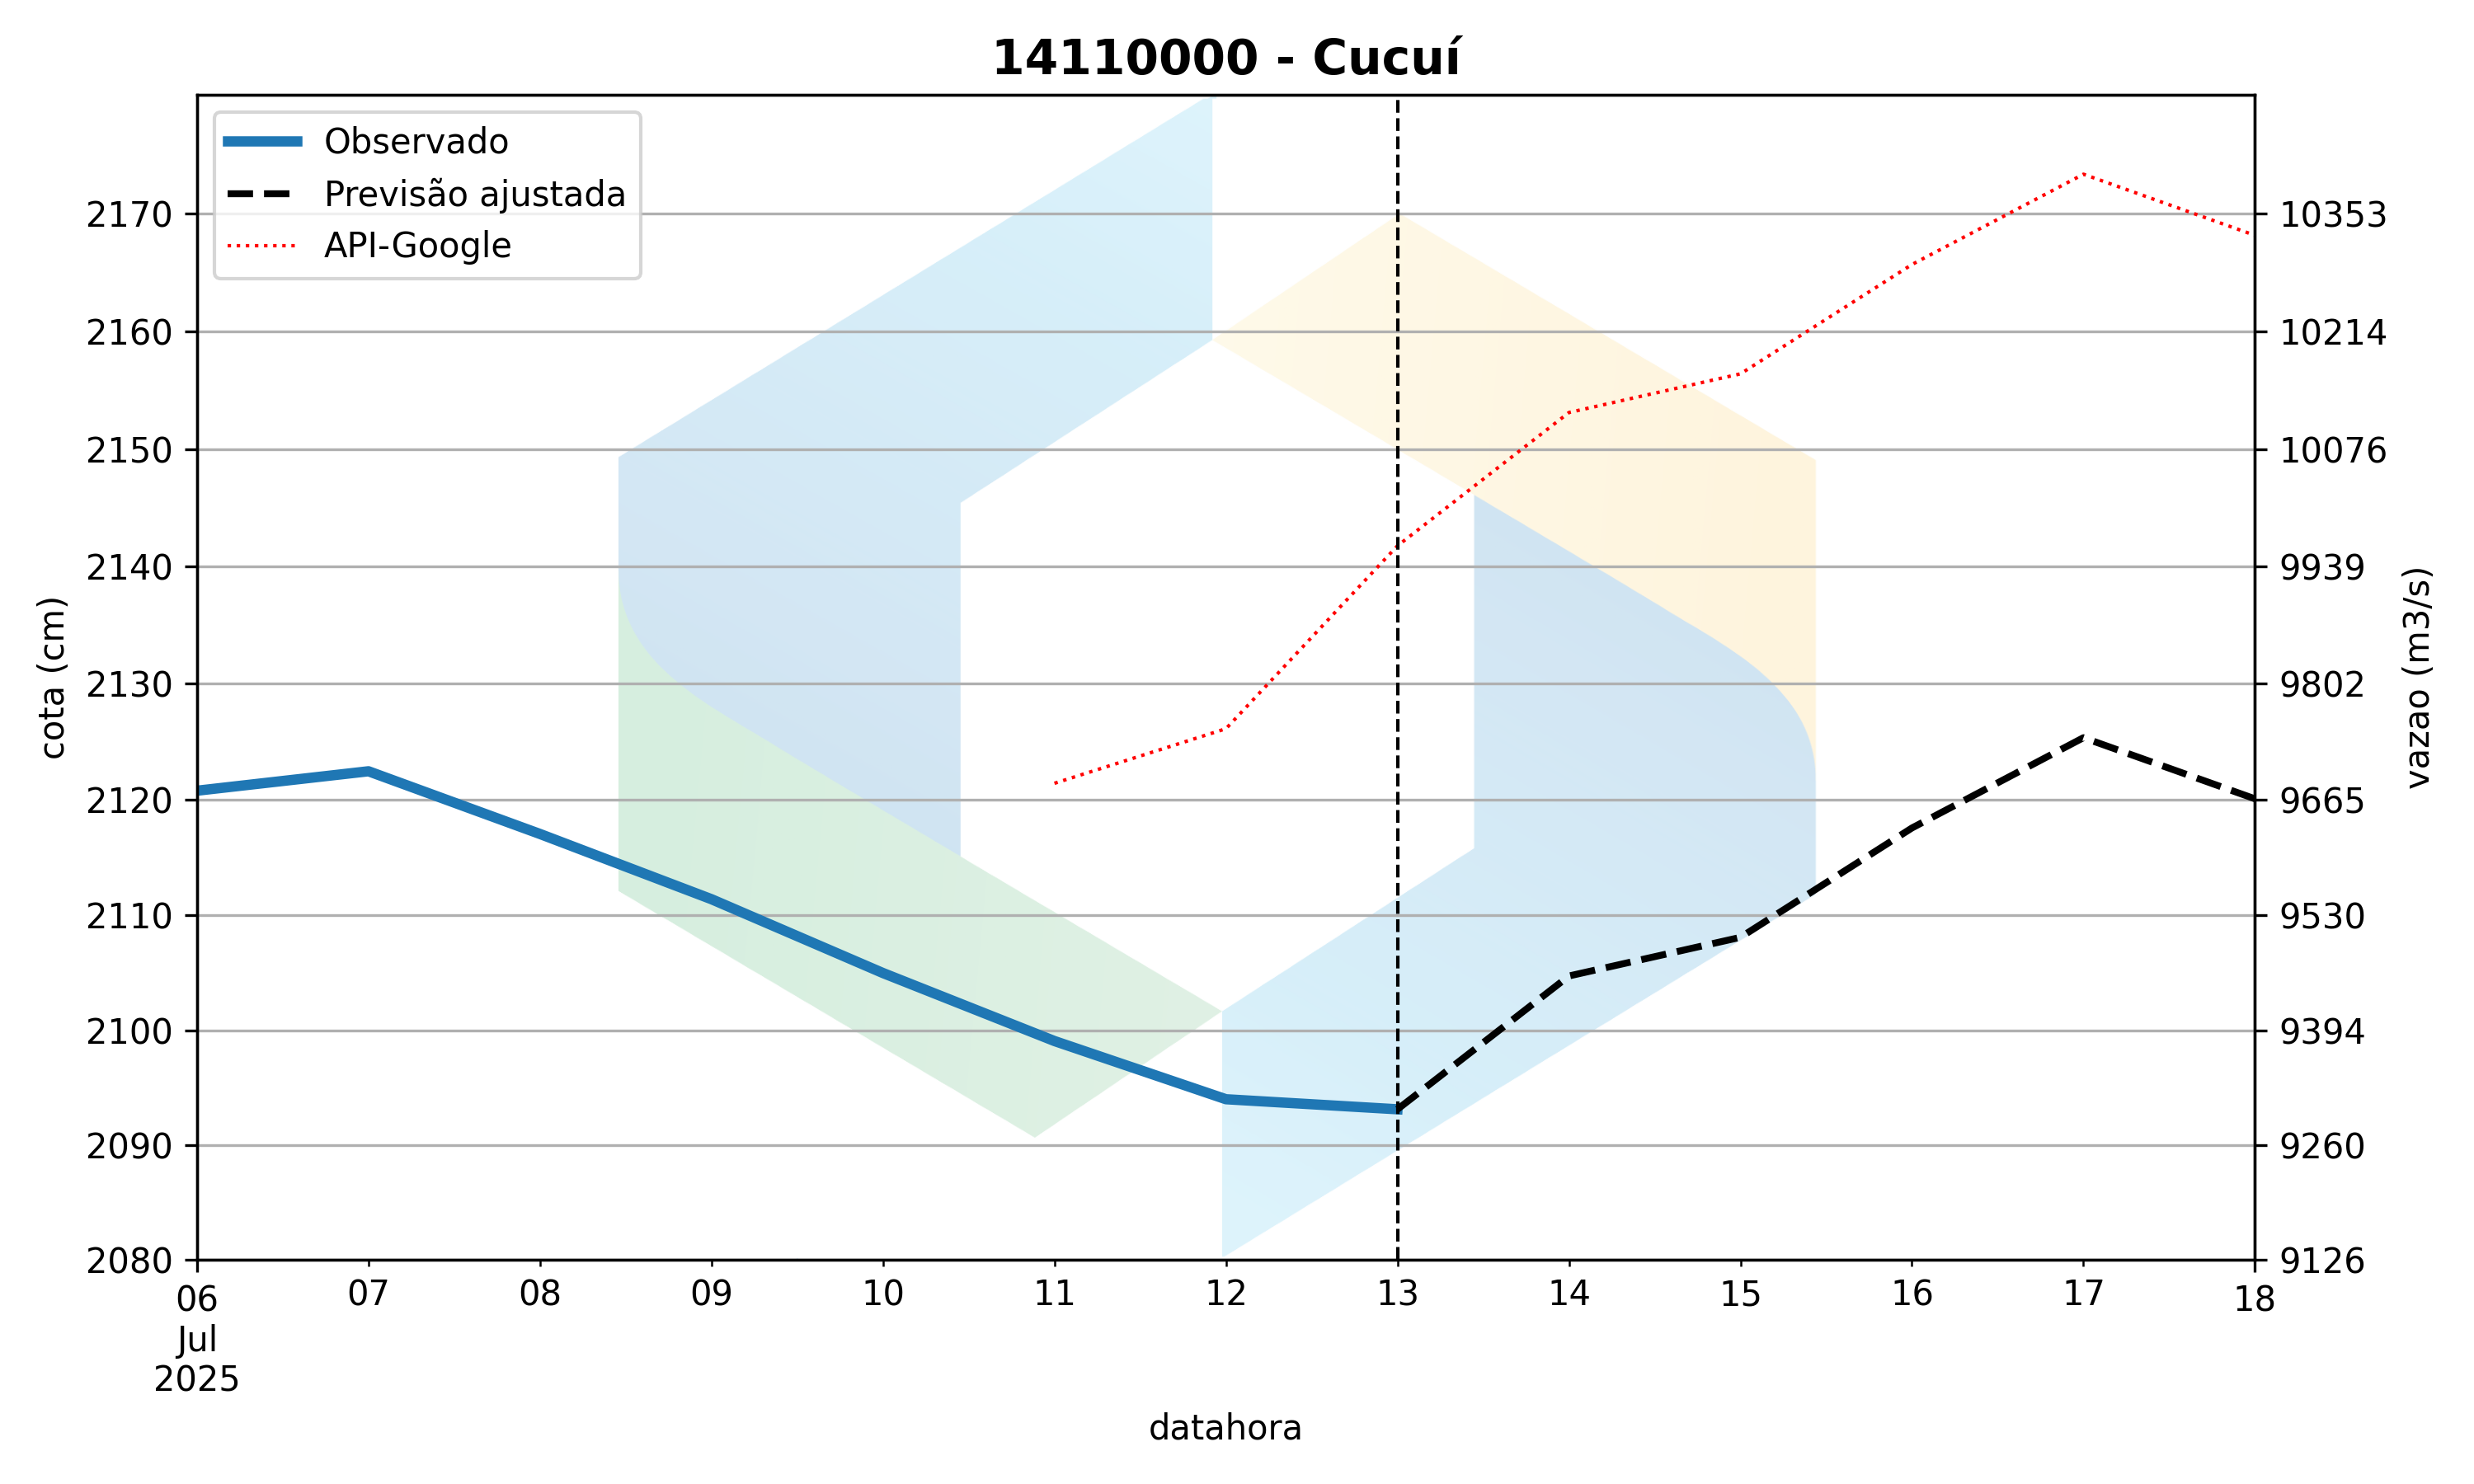 14110000 - Cucuí
Observado
Previsão ajustada
API-Google
2170
2160
2150
2140
2130
2120
2110
2100
2090
2080
cota (cm)
10353
10214
10076
9939
9802
9665
9530
9394
9260
9126
vazao (m3/s)
06 07 08 09 10 11 12 13 14 15 16 17 18
Jul
2025
datahora